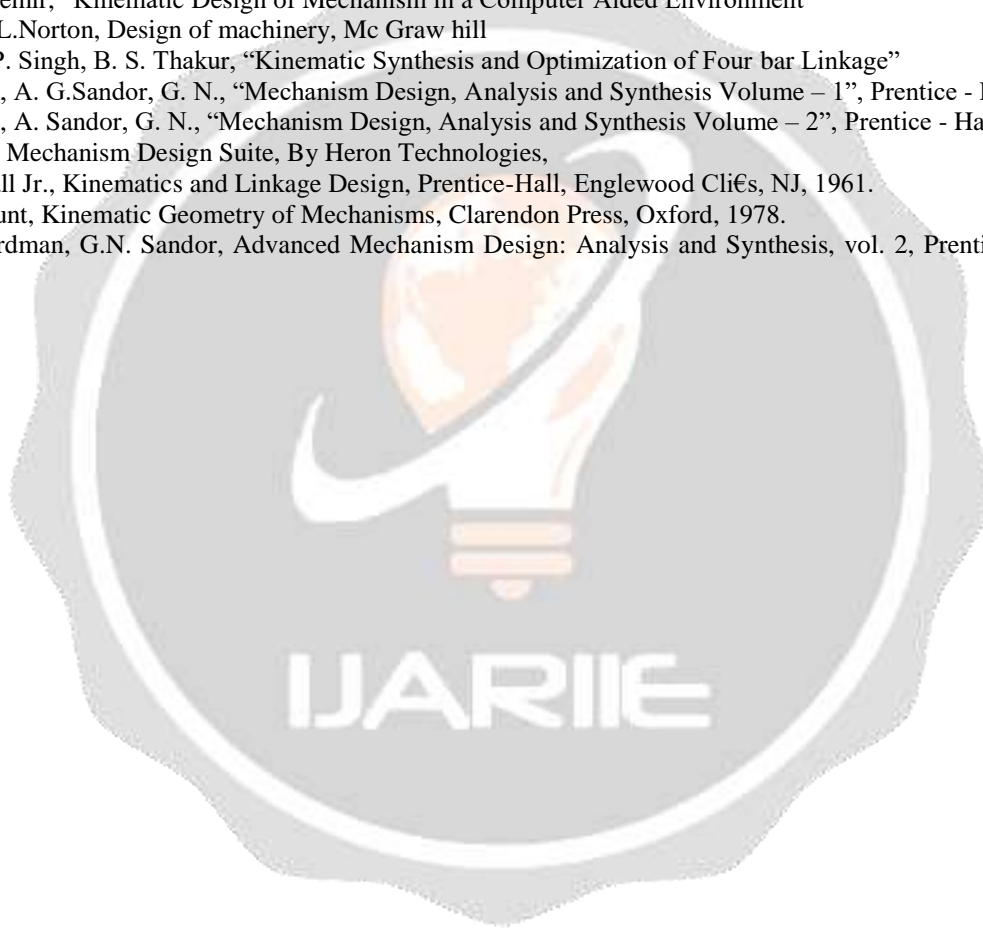 “Kinematic Design of Mechanism in a Computer Aided Environment”
L.Norton, Design of machinery, Mc Graw hill
P. Singh, B. S. Thakur, “Kinematic Synthesis and Optimization of Four bar Linkage”
, A. G.Sandor, G. N., “Mechanism Design, Analysis and Synthesis Volume – 1”, Prentice -
, A. Sandor, G. N., “Mechanism Design, Analysis and Synthesis Volume – 2”, Prentice - Ha
Mechanism Design Suite, By Heron Technologies,
ll Jr., Kinematics and Linkage Design, Prentice-Hall, Englewood Cli€s, NJ, 1961.
unt, Kinematic Geometry of Mechanisms, Clarendon Press, Oxford, 1978.
rdman, G.N. Sandor, Advanced Mechanism Design: Analysis and Synthesis, vol. 2, Prenti
IJARIIE